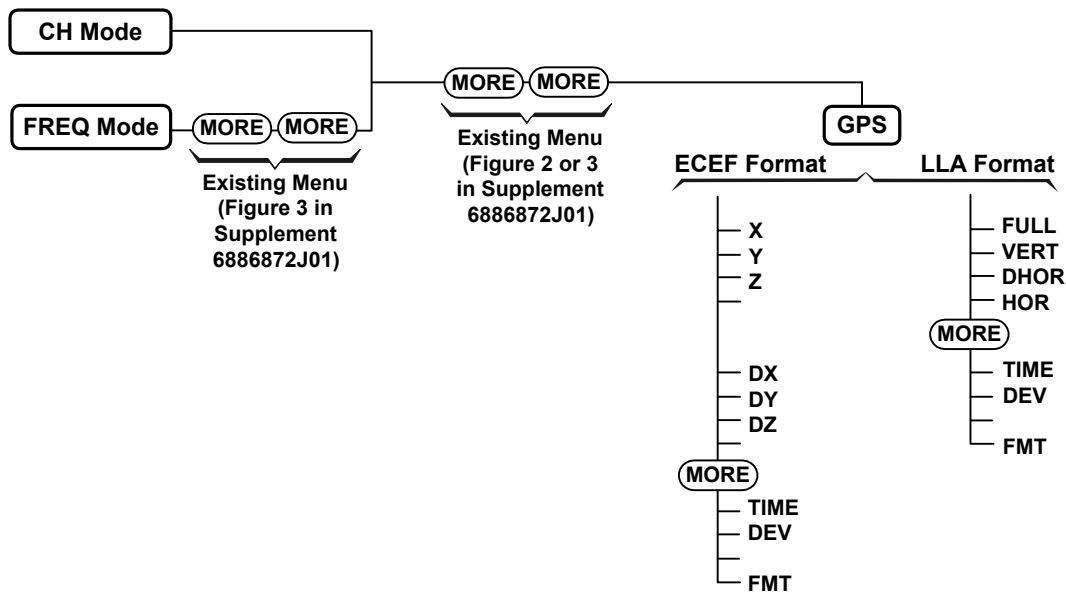 CH Mode
FREQ Mode
MORE
MORE
Existing Menu
(Figure 3 in
Supplement
6886872J01)
MORE
MORE
Existing Menu
(Figure 2 or 3
in Supplement
6886872J01)
GPS
ECEF Format
X
Y
Z
DX
DY
DZ
MORE
TIME
DEV
FMT
LLA Format
FULL
VERT
DHOR
HOR
MORE
TIME
DEV
FMT